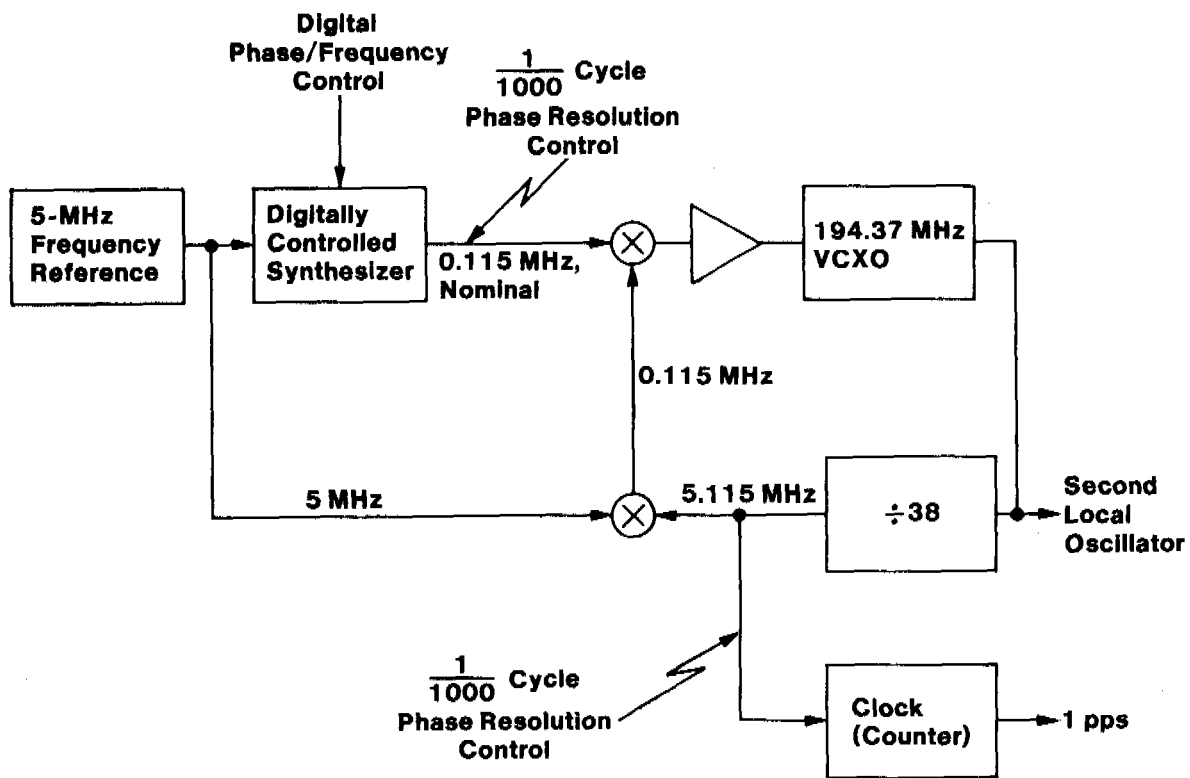 Digital
Phase/Frequency
Control
1
1000 Cycle
Phase Resolution
Control
5-MHz
Frequency
Reference
Digitally
Controlled
Synthesizer
0.115 MHz,
Nominal
194.37 MHz
VCXO
0.115 MHz
5 MHz
5.115 MHz
÷38
Second
Local
Oscillator
1
1000 Cycle
Phase Resolution
Control
Clock
(Counter)
1 pps